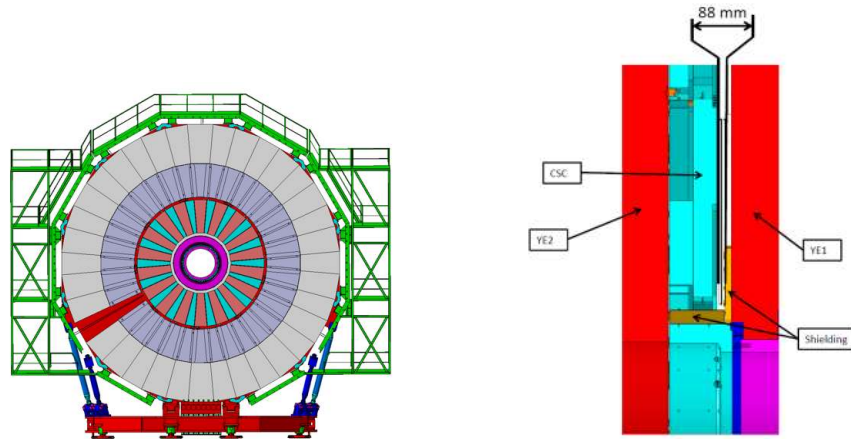 88 mm
CSC
YE2
YE1
Shielding